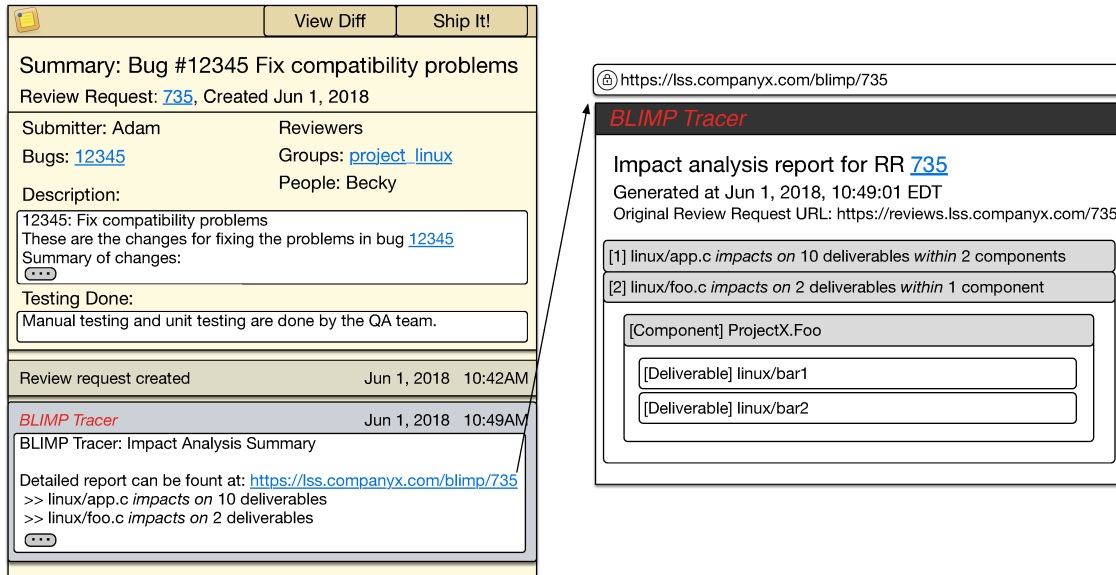 View Diff
Ship It!
Summary: Bug #12345 Fix compatibility problems
Review Request: 735, Created Jun 1, 2018
Submitter: Adam
Bugs: 12345
Reviewers
Groups: project_linux
People: Becky
Description:
12345: Fix compatibility problems
These are the changes for fixing the problems in bug 12345
Summary of changes:
Testing Done:
Manual testing and unit testing are done by the QA team.
Review request created Jun 1, 2018 10:42AM
BLIMP Tracer Jun 1, 2018 10:49AM
BLIMP Tracer: Impact Analysis Summary
Detailed report can be found at: https://lss.companyx.com/blimp/735
>> linux/app.c impacts on 10 deliverables
>> linux/foo.c impacts on 2 deliverables
https://lss.companyx.com/blimp/735
BLIMP Tracer
Impact analysis report for RR 735
Generated at Jun 1, 2018, 10:49:01 EDT
Original Review Request URL: https://reviews.lss.companyx.com/735
[1] linux/app.c impacts on 10 deliverables within 2 components
[2] linux/foo.c impacts on 2 deliverables within 1 component
[Component] ProjectX.Foo
[Deliverable] linux/bar1
[Deliverable] linux/bar2